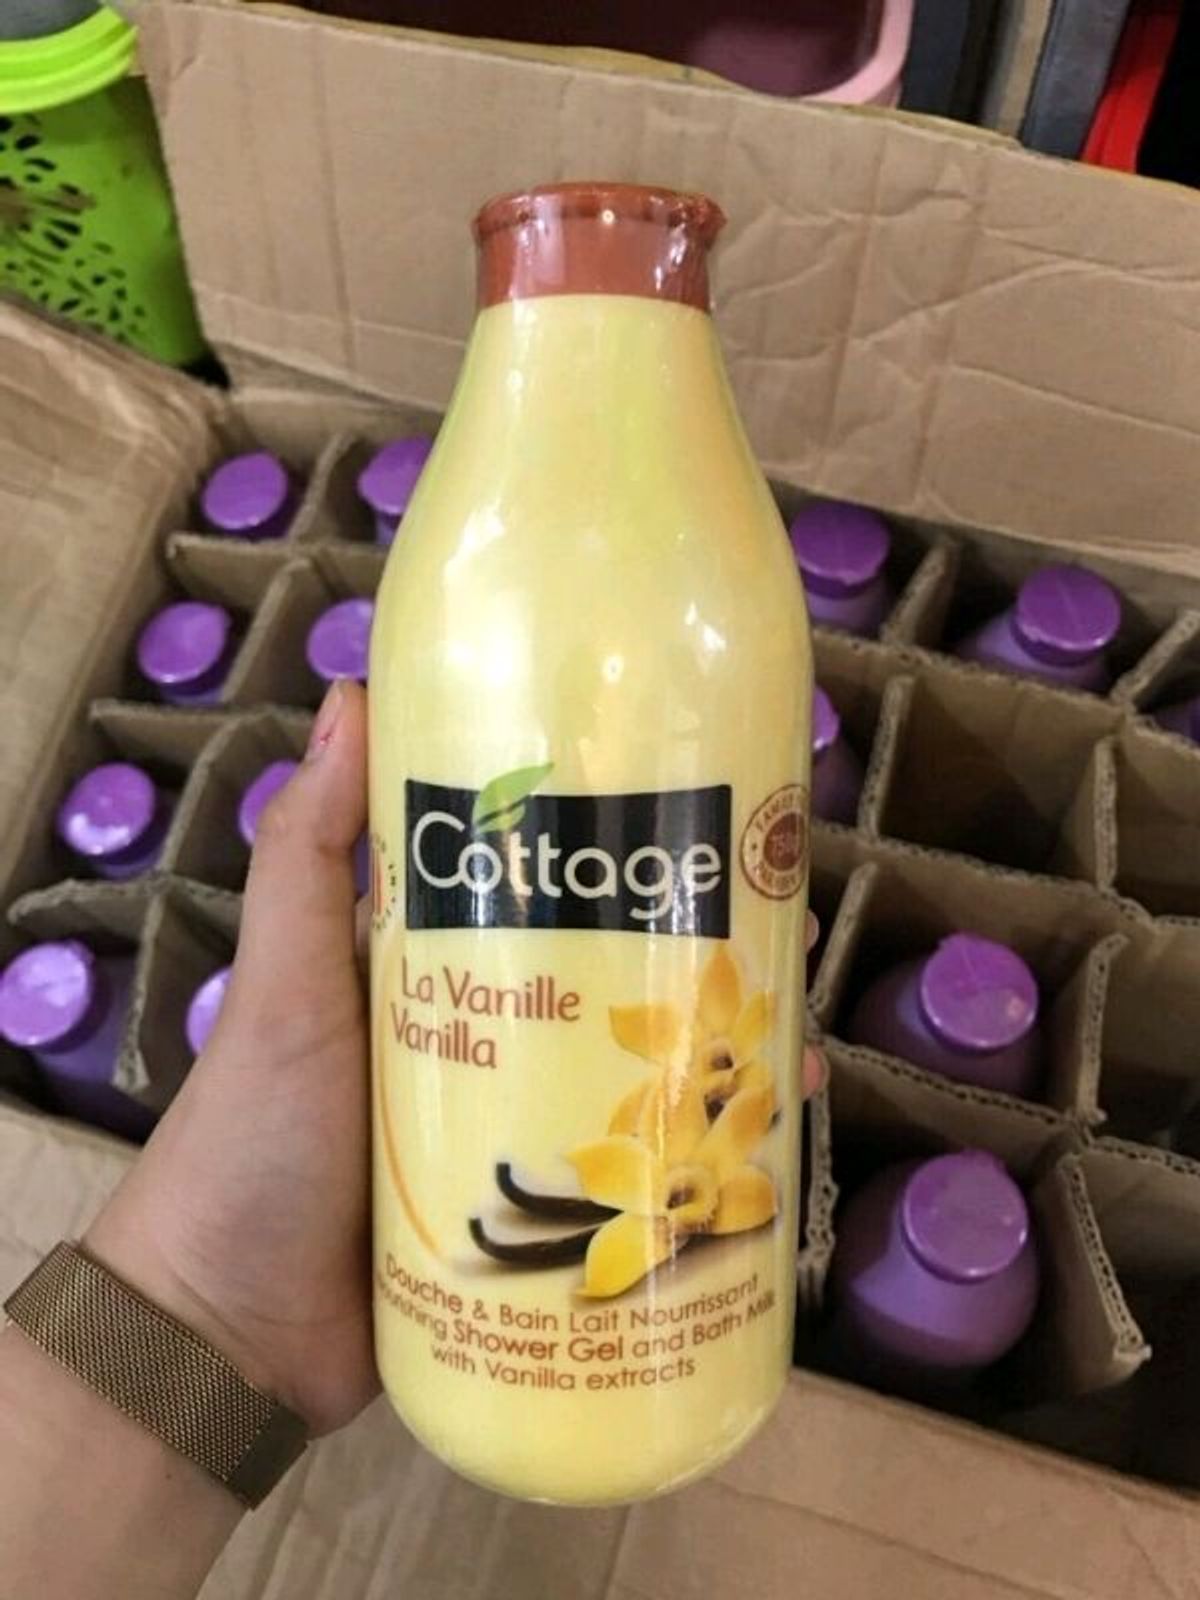 Cottage
La Vanille
Vanilla
Douche & Bain Lait Nourrissant
Shower Gel and Bath Milk
with Vanilla extracts